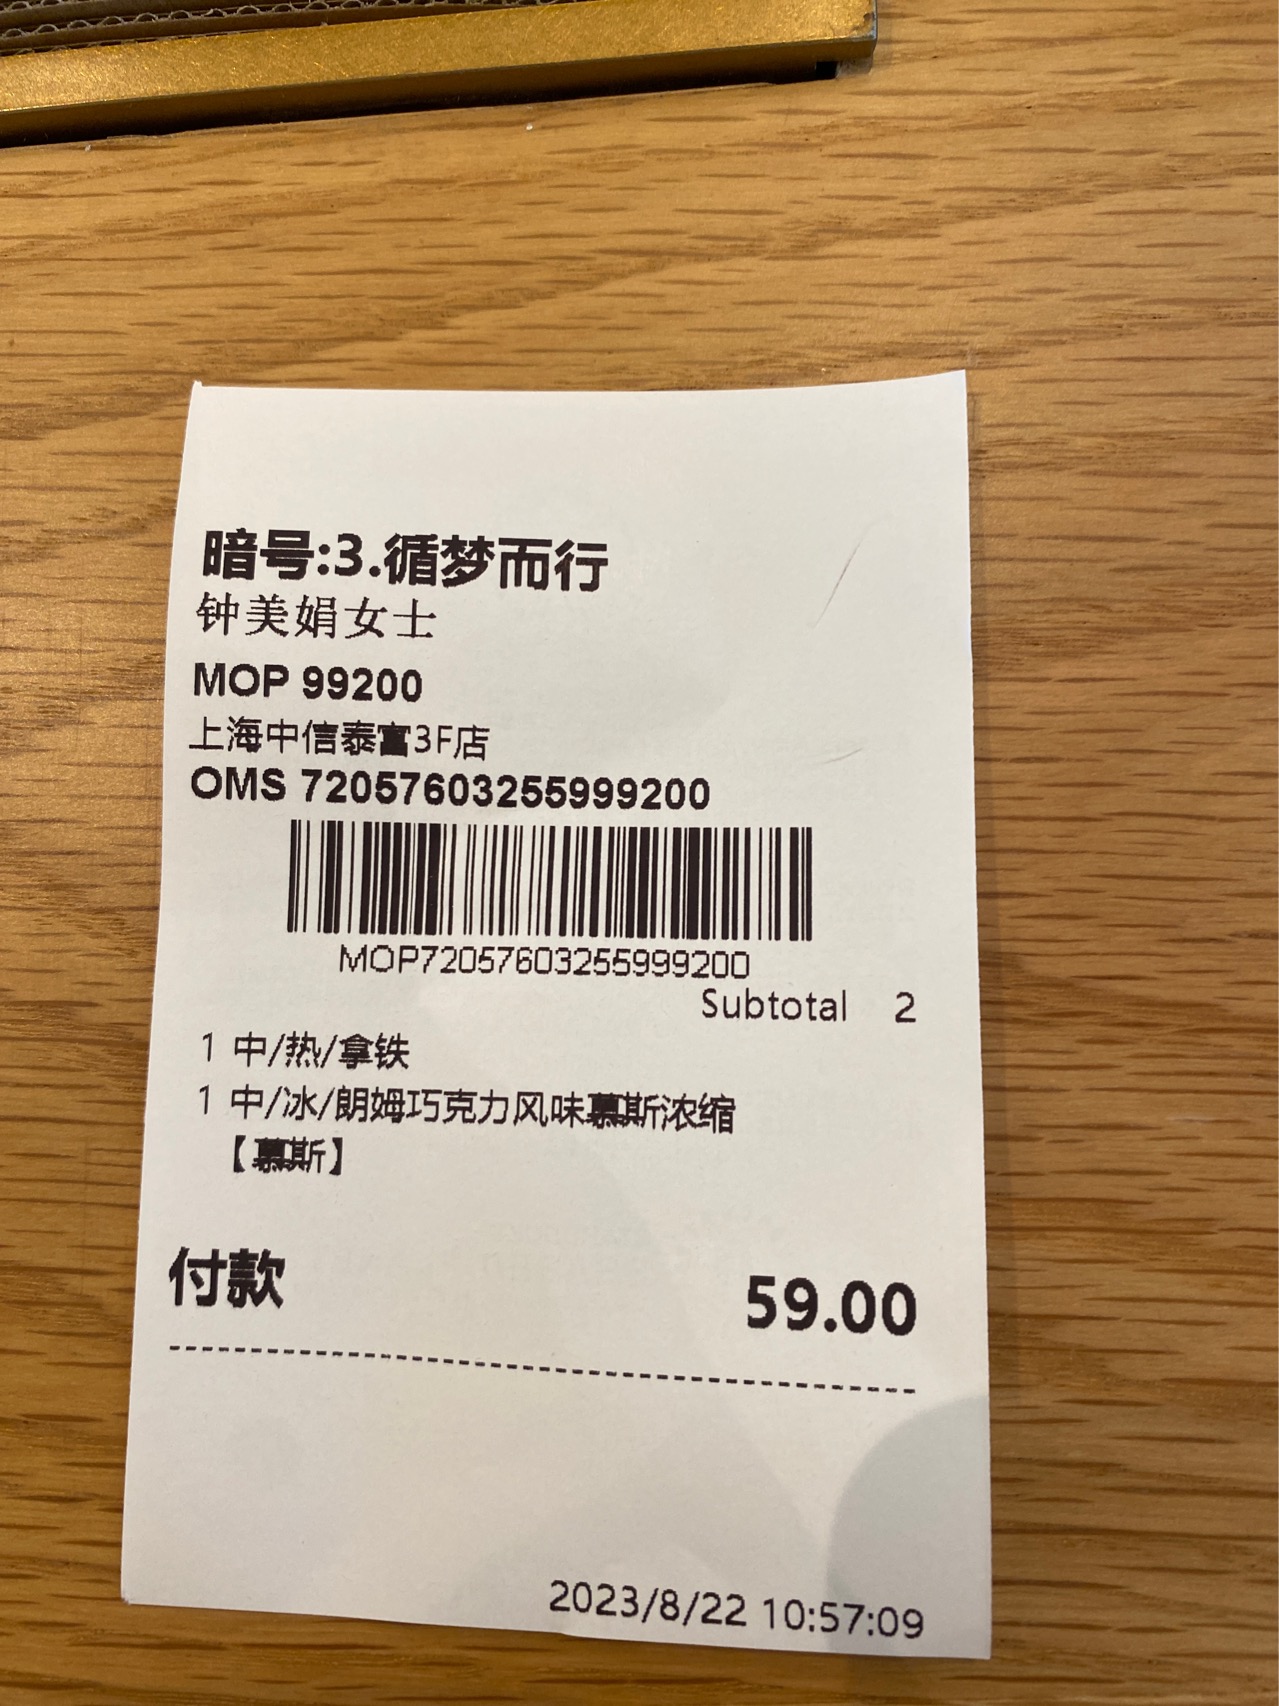 暗号:3.循梦而行
钟美娟女士
MOP 99200
上海中信泰富3F店
OMS 72057603255999200
MOP72057603255999200
Subtotal 2
1 中/热/拿铁
1 中/冰/朗姆巧克力风味慕斯浓缩
【慕斯】
付款 59.00
2023/8/22 10:57:09